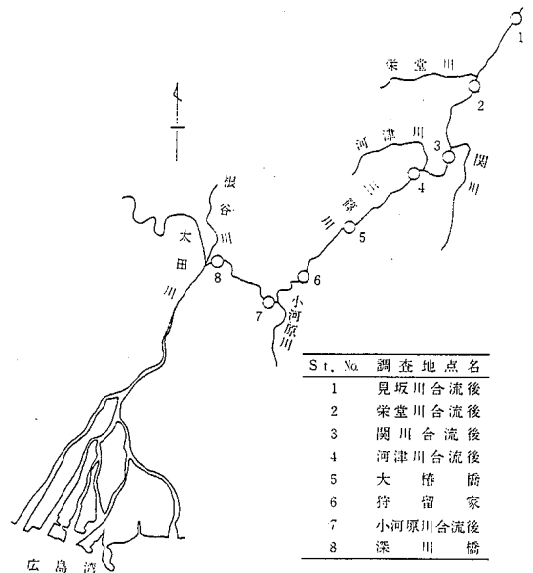 1
栄堂川
2
河津川
3
関川
4
三篠川
5
根谷川
太田川
8
6
7
小河原川
St. No. 調査地点名
1 見坂川合流後
2 栄堂川合流後
3 関川合流後
4 河津川合流後
5 大椿橋
6 狩留家
7 小河原川合流後
8 深川橋
広島湾